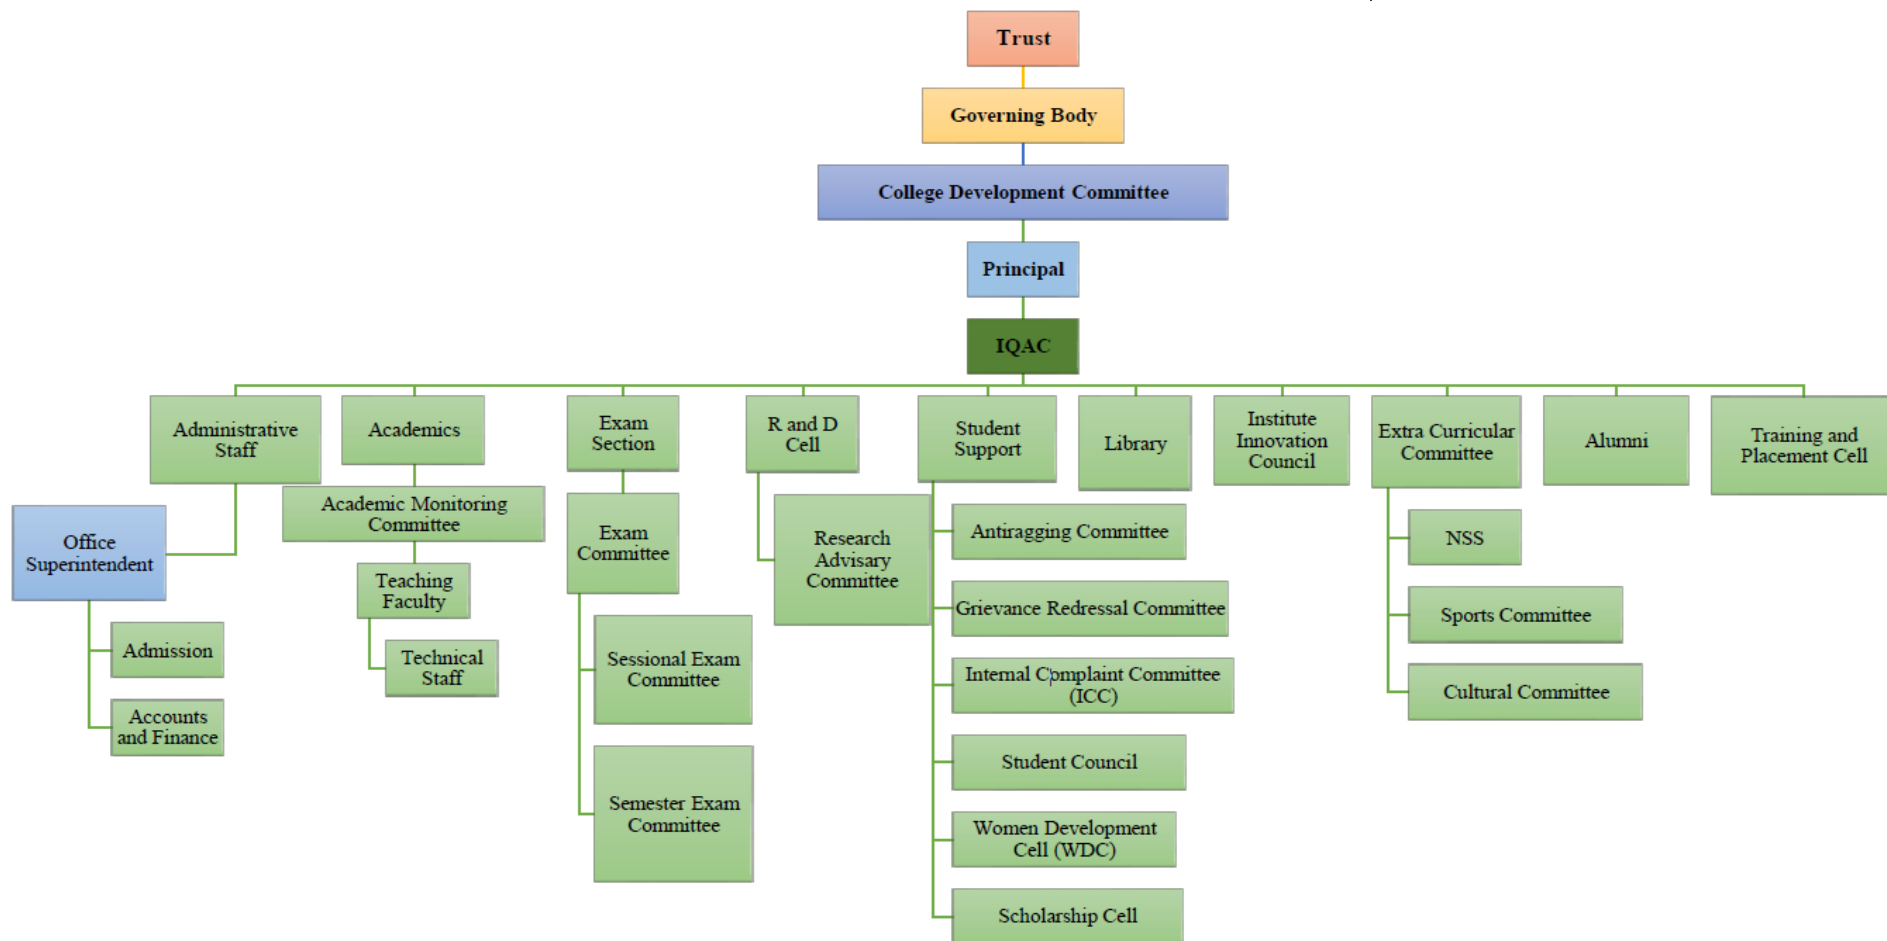 Trust
Governing Body
College Development Committee
Principal
IQAC
Administrative
Staff
Academics
Exam
Section
R and D
Cell
Student
Support
Library
Institute
Innovation
Council
Extra Curricular
Committee
Alumni
Training and
Placement Cell
Office
Superintendent
Admission
Accounts
and Finance
Academic Monitoring
Committee
Teaching
Faculty
Technical
Staff
Exam
Committee
Sessional Exam
Committee
Semester Exam
Committee
Research
Advisary
Committee
Antiragging Committee
Grievance Redressal Committee
Internal Complaint Committee
(ICC)
Student Council
Women Development
Cell (WDC)
Scholarship Cell
NSS
Sports Committee
Cultural Committee